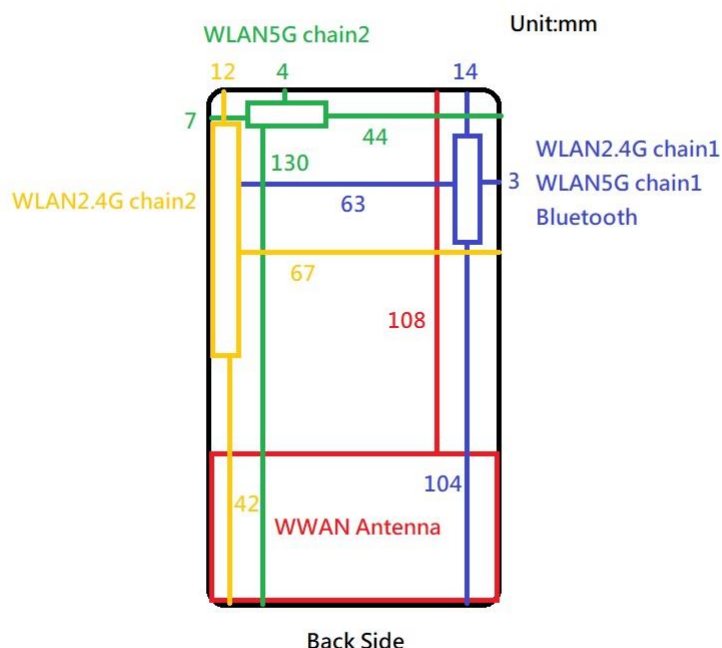 Unit:mm
WLAN5G chain2
12
4
14
7
44
130
WLAN2.4G chain1
3
WLAN5G chain1
Bluetooth
WLAN2.4G chain2
63
67
108
104
42
WWAN Antenna
Back Side